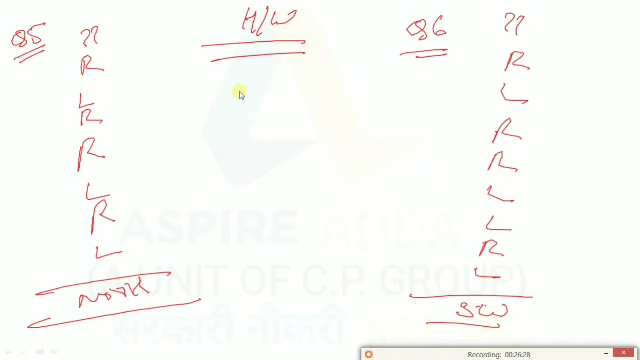 H/W
Q5 ??
R
L
R
R
L
R
L
North
Q6 ??
R
L
R
R
L
L
R
L
SW
ASPIRE ADDA
(A UNIT OF C.P. GROUP)
सरकारी नौकरी
Recording: 00:26:28